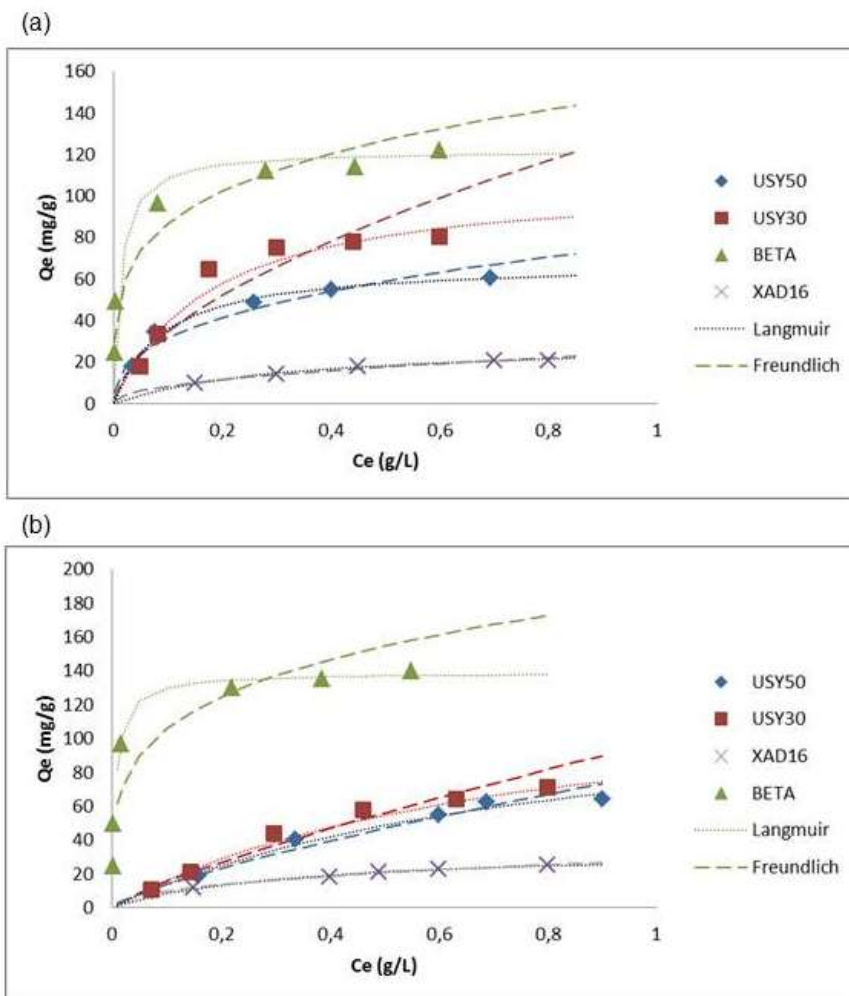 (a)
160
140
120
100
80
60
40
20
0
Qe (mg/g)
0 0,2 0,4 0,6 0,8 1
Ce (g/L)
USY50
USY30
BETA
XAD16
Langmuir
Freundlich
(b)
200
180
160
140
120
100
80
60
40
20
0
Qe (mg/g)
0 0,2 0,4 0,6 0,8 1
Ce (g/L)
USY50
USY30
XAD16
BETA
Langmuir
Freundlich